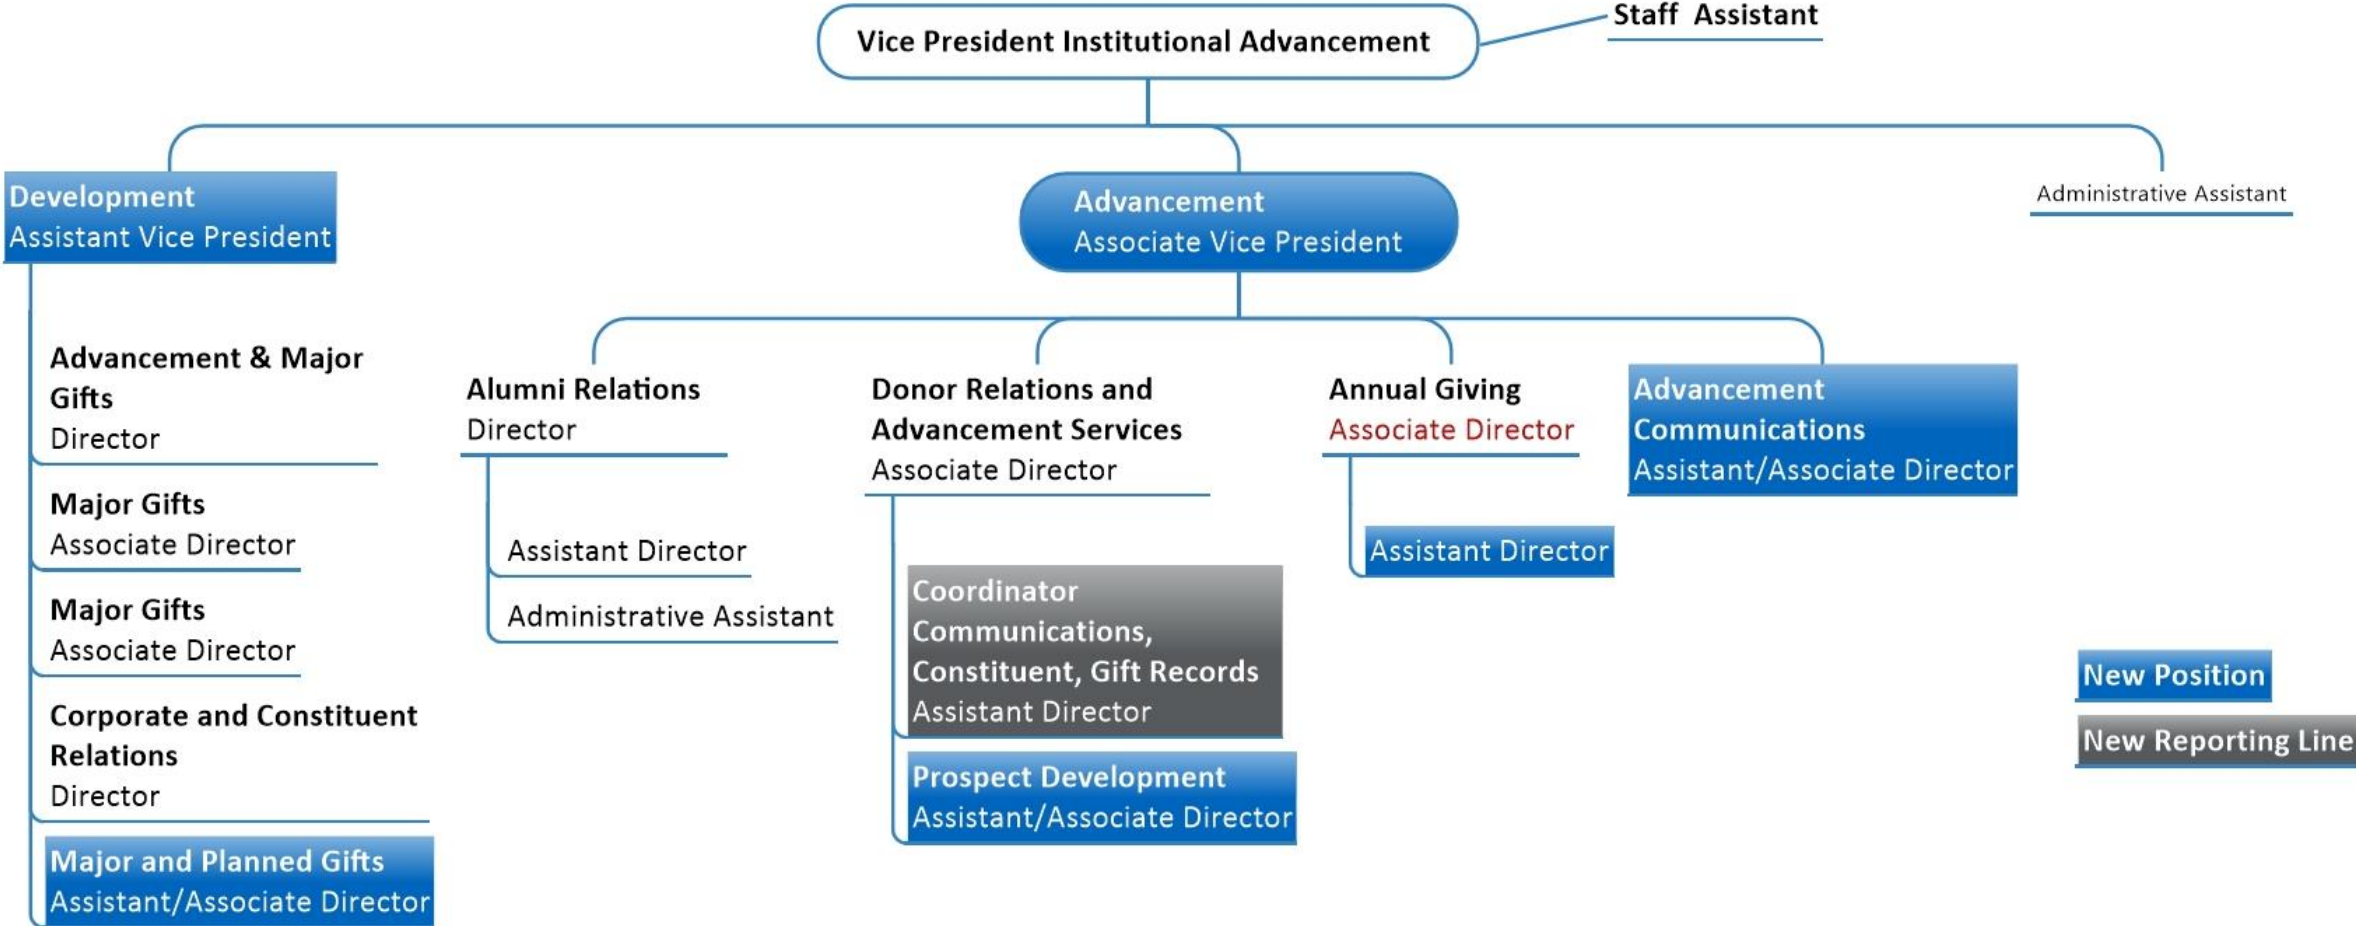 Staff Assistant
Vice President Institutional Advancement
Development
Assistant Vice President
Advancement
Associate Vice President
Administrative Assistant
Advancement & Major
Gifts
Director
Major Gifts
Associate Director
Major Gifts
Associate Director
Corporate and Constituent
Relations
Director
Major and Planned Gifts
Assistant/Associate Director
Alumni Relations
Director
Assistant Director
Administrative Assistant
Donor Relations and
Advancement Services
Associate Director
Coordinator
Communications,
Constituent, Gift Records
Assistant Director
Prospect Development
Assistant/Associate Director
Annual Giving
Associate Director
Assistant Director
Advancement
Communications
Assistant/Associate Director
New Position
New Reporting Line